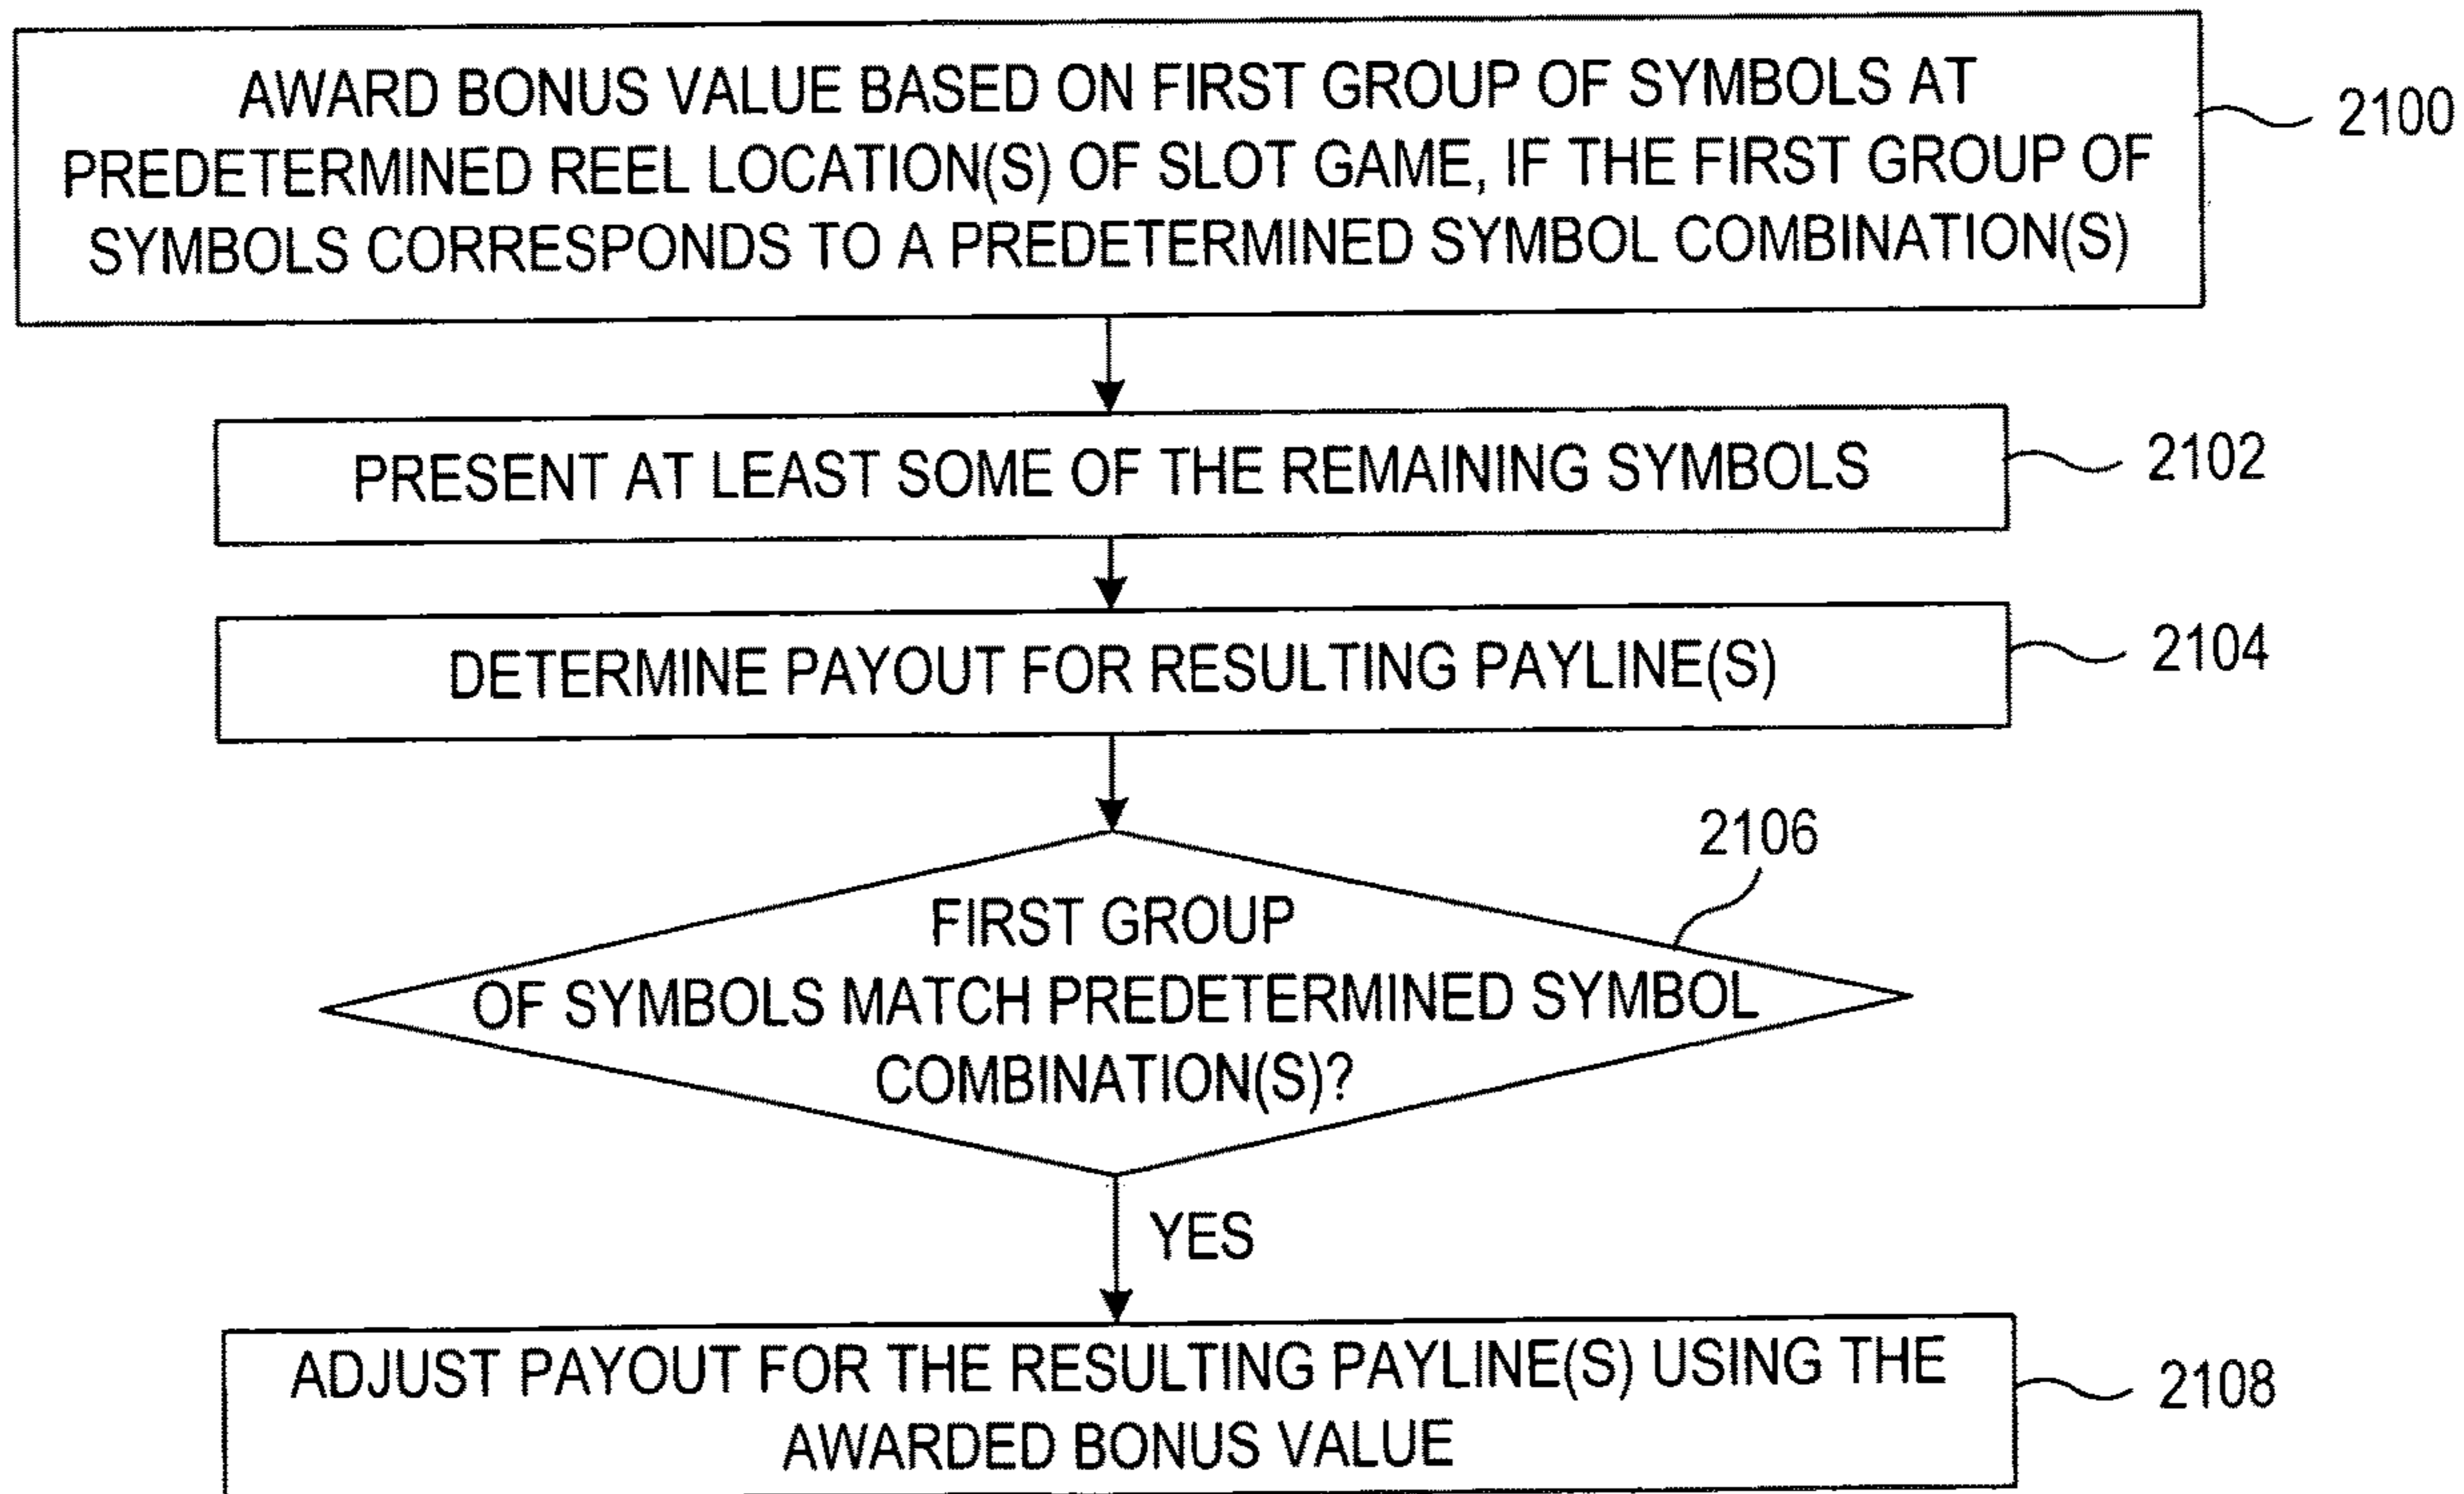 AWARD BONUS VALUE BASED ON FIRST GROUP OF SYMBOLS AT
PREDETERMINED REEL LOCATION(S) OF SLOT GAME, IF THE FIRST GROUP OF
SYMBOLS CORRESPONDS TO A PREDETERMINED SYMBOL COMBINATION(S)
2100
PRESENT AT LEAST SOME OF THE REMAINING SYMBOLS
2102
DETERMINE PAYOUT FOR RESULTING PAYLINE(S)
2104
2106
FIRST GROUP
OF SYMBOLS MATCH PREDETERMINED SYMBOL
COMBINATION(S)?
YES
ADJUST PAYOUT FOR THE RESULTING PAYLINE(S) USING THE
AWARDED BONUS VALUE
2108